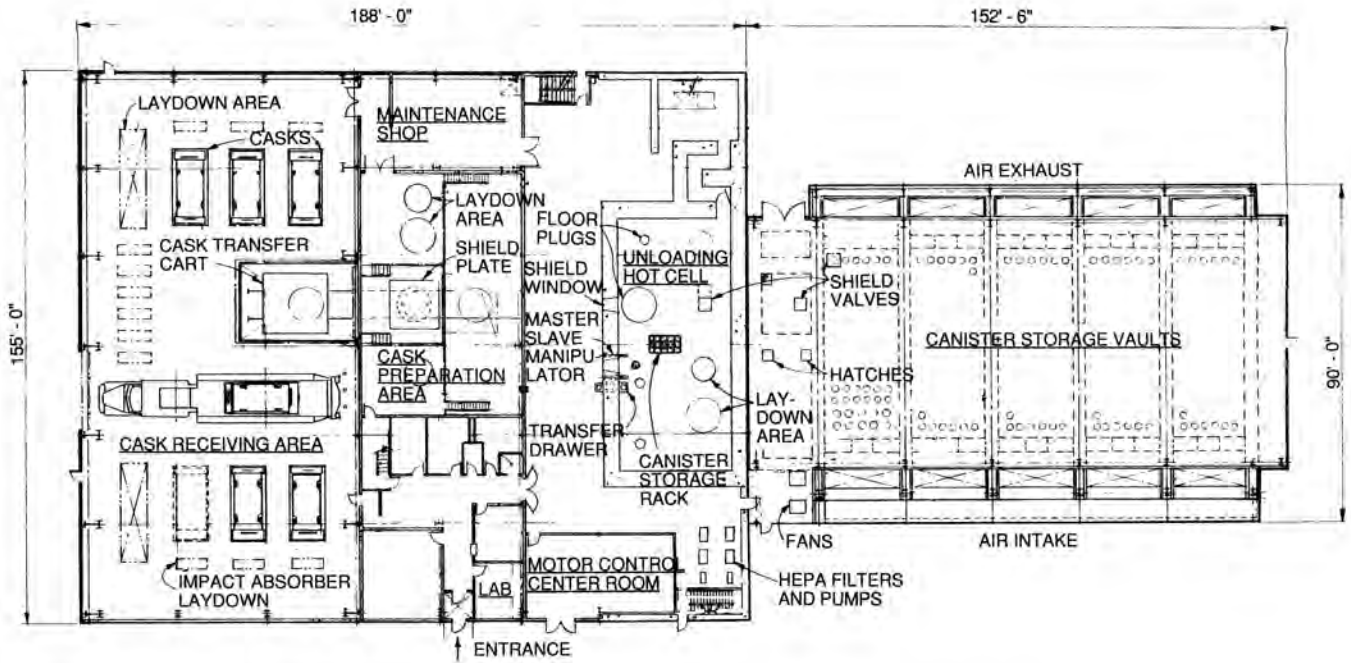 188' - 0"
152' - 6"
LAYDOWN AREA
MAINTENANCE
SHOP
CASKS
AIR EXHAUST
LAYDOWN
AREA
FLOOR
PLUGS
CASK TRANSFER
CART
SHIELD
PLATE
UNLOADING
HOT CELL
SHIELD
WINDOW
SHIELD
VALVES
155' - 0"
MASTER
SLAVE
MANIPU
LATOR
CANISTER STORAGE VAULTS
90' - 0"
CASK
PREPARATION
AREA
HATCHES
LAY-
DOWN
AREA
CASK RECEIVING AREA
TRANSFER
DRAWER
CANISTER
STORAGE
RACK
FANS
AIR INTAKE
IMPACT ABSORBER
LAYDOWN
LAB
MOTOR CONTROL
CENTER ROOM
HEPA FILTERS
AND PUMPS
ENTRANCE